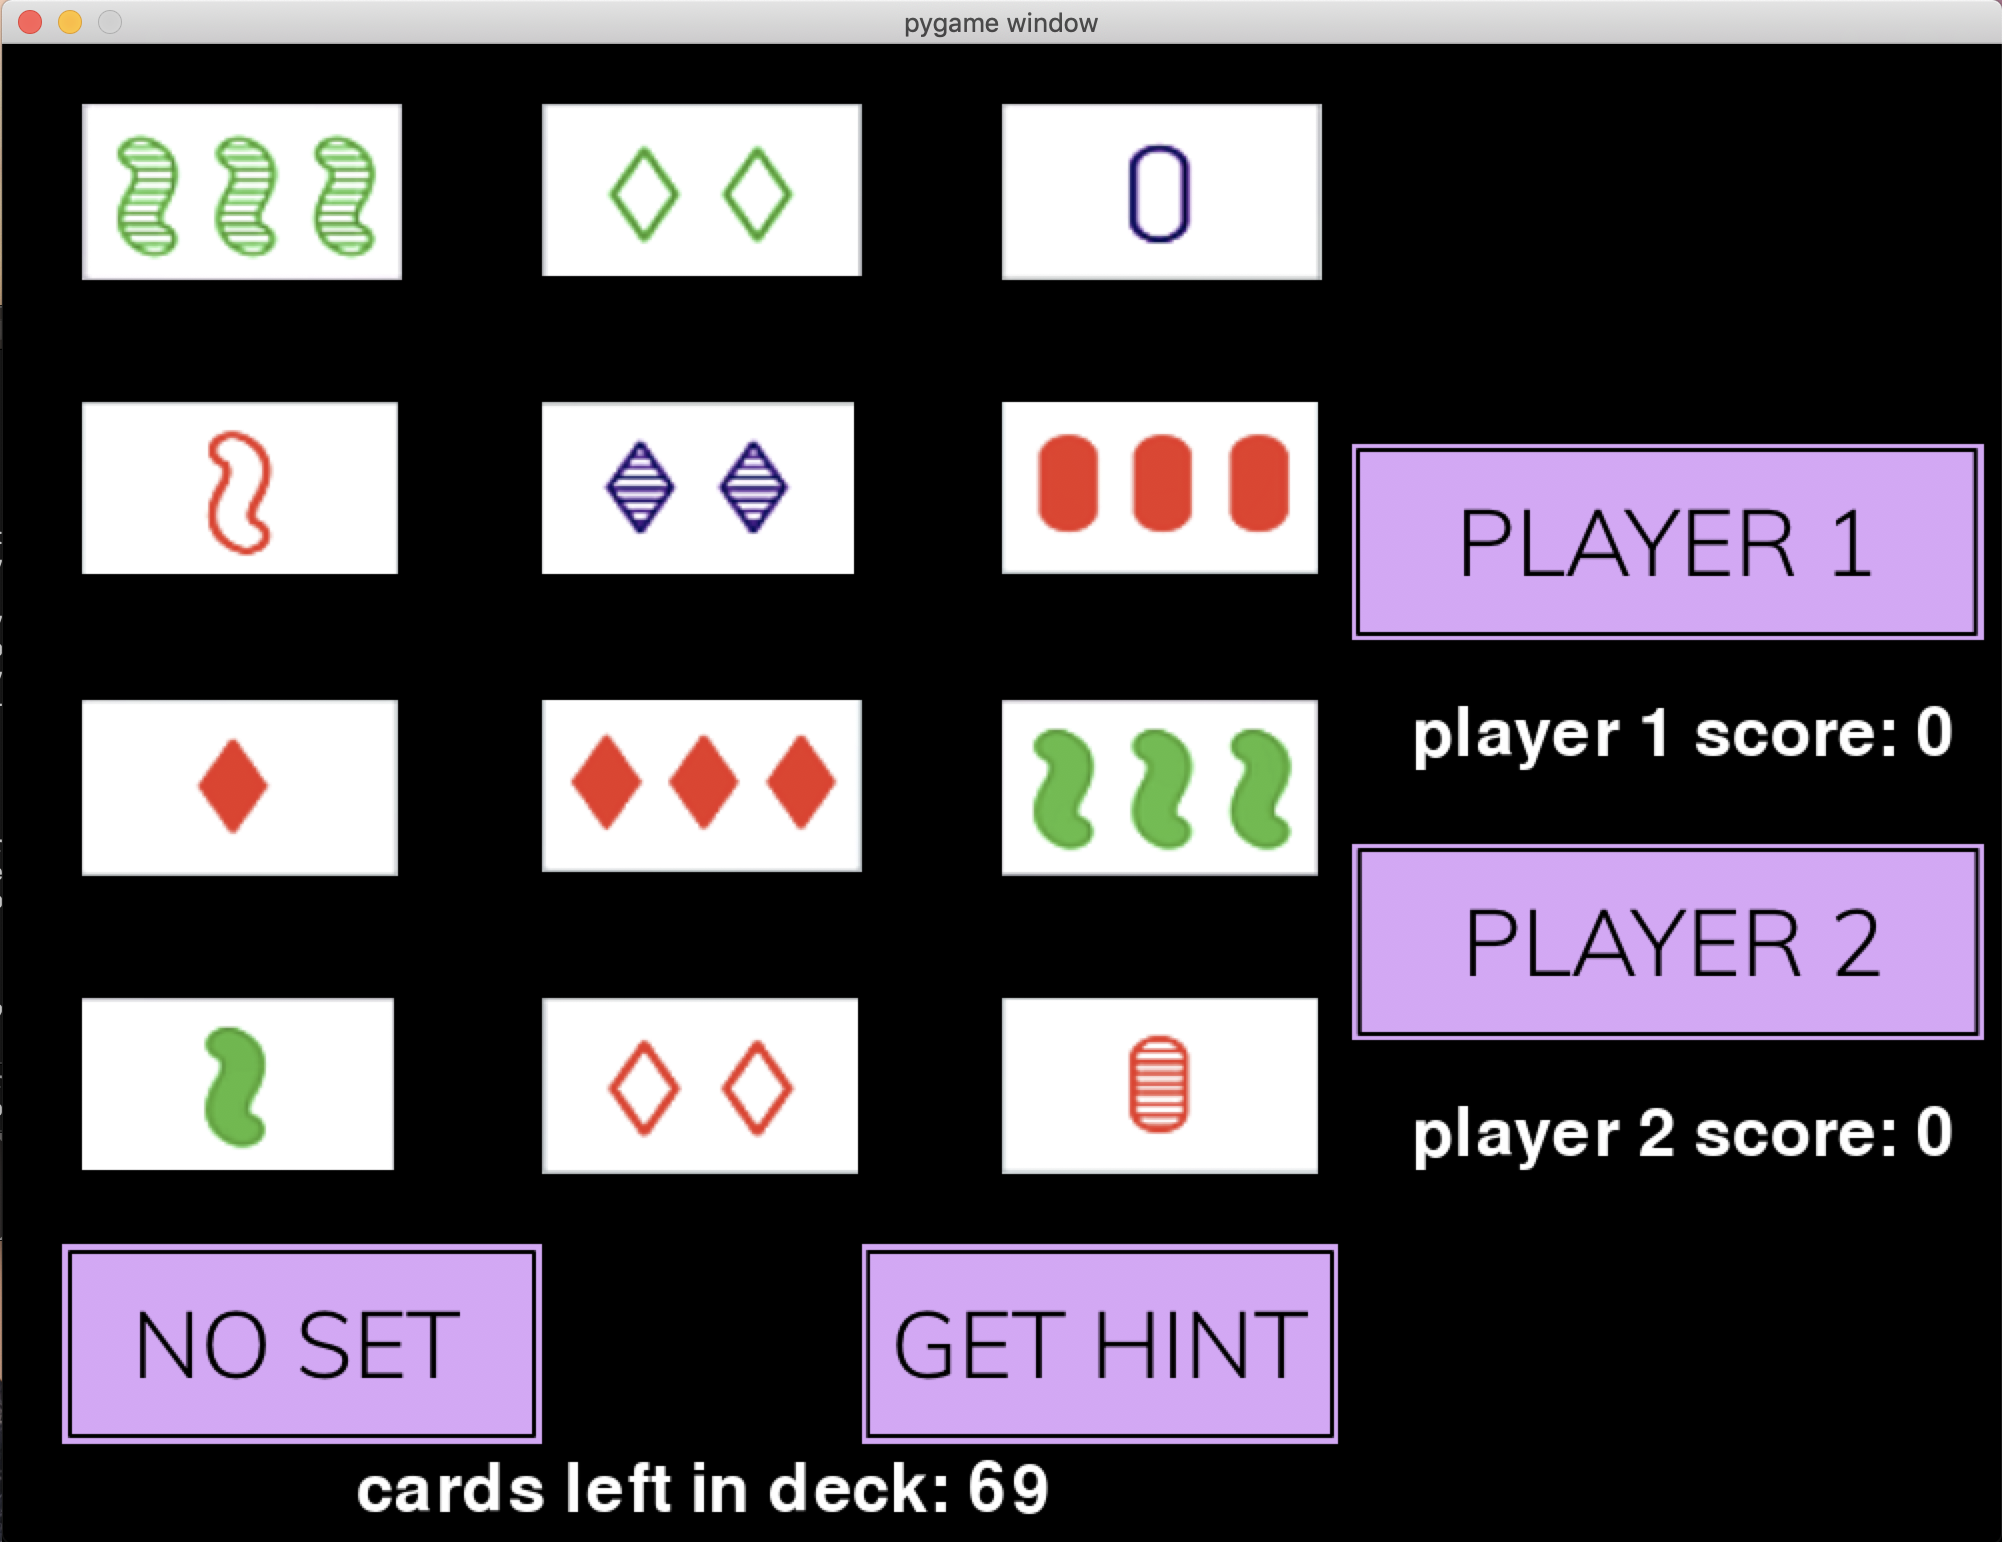 pygame window
PLAYER 1
player 1 score: 0
PLAYER 2
player 2 score: 0
NO SET
GET HINT
cards left in deck: 69